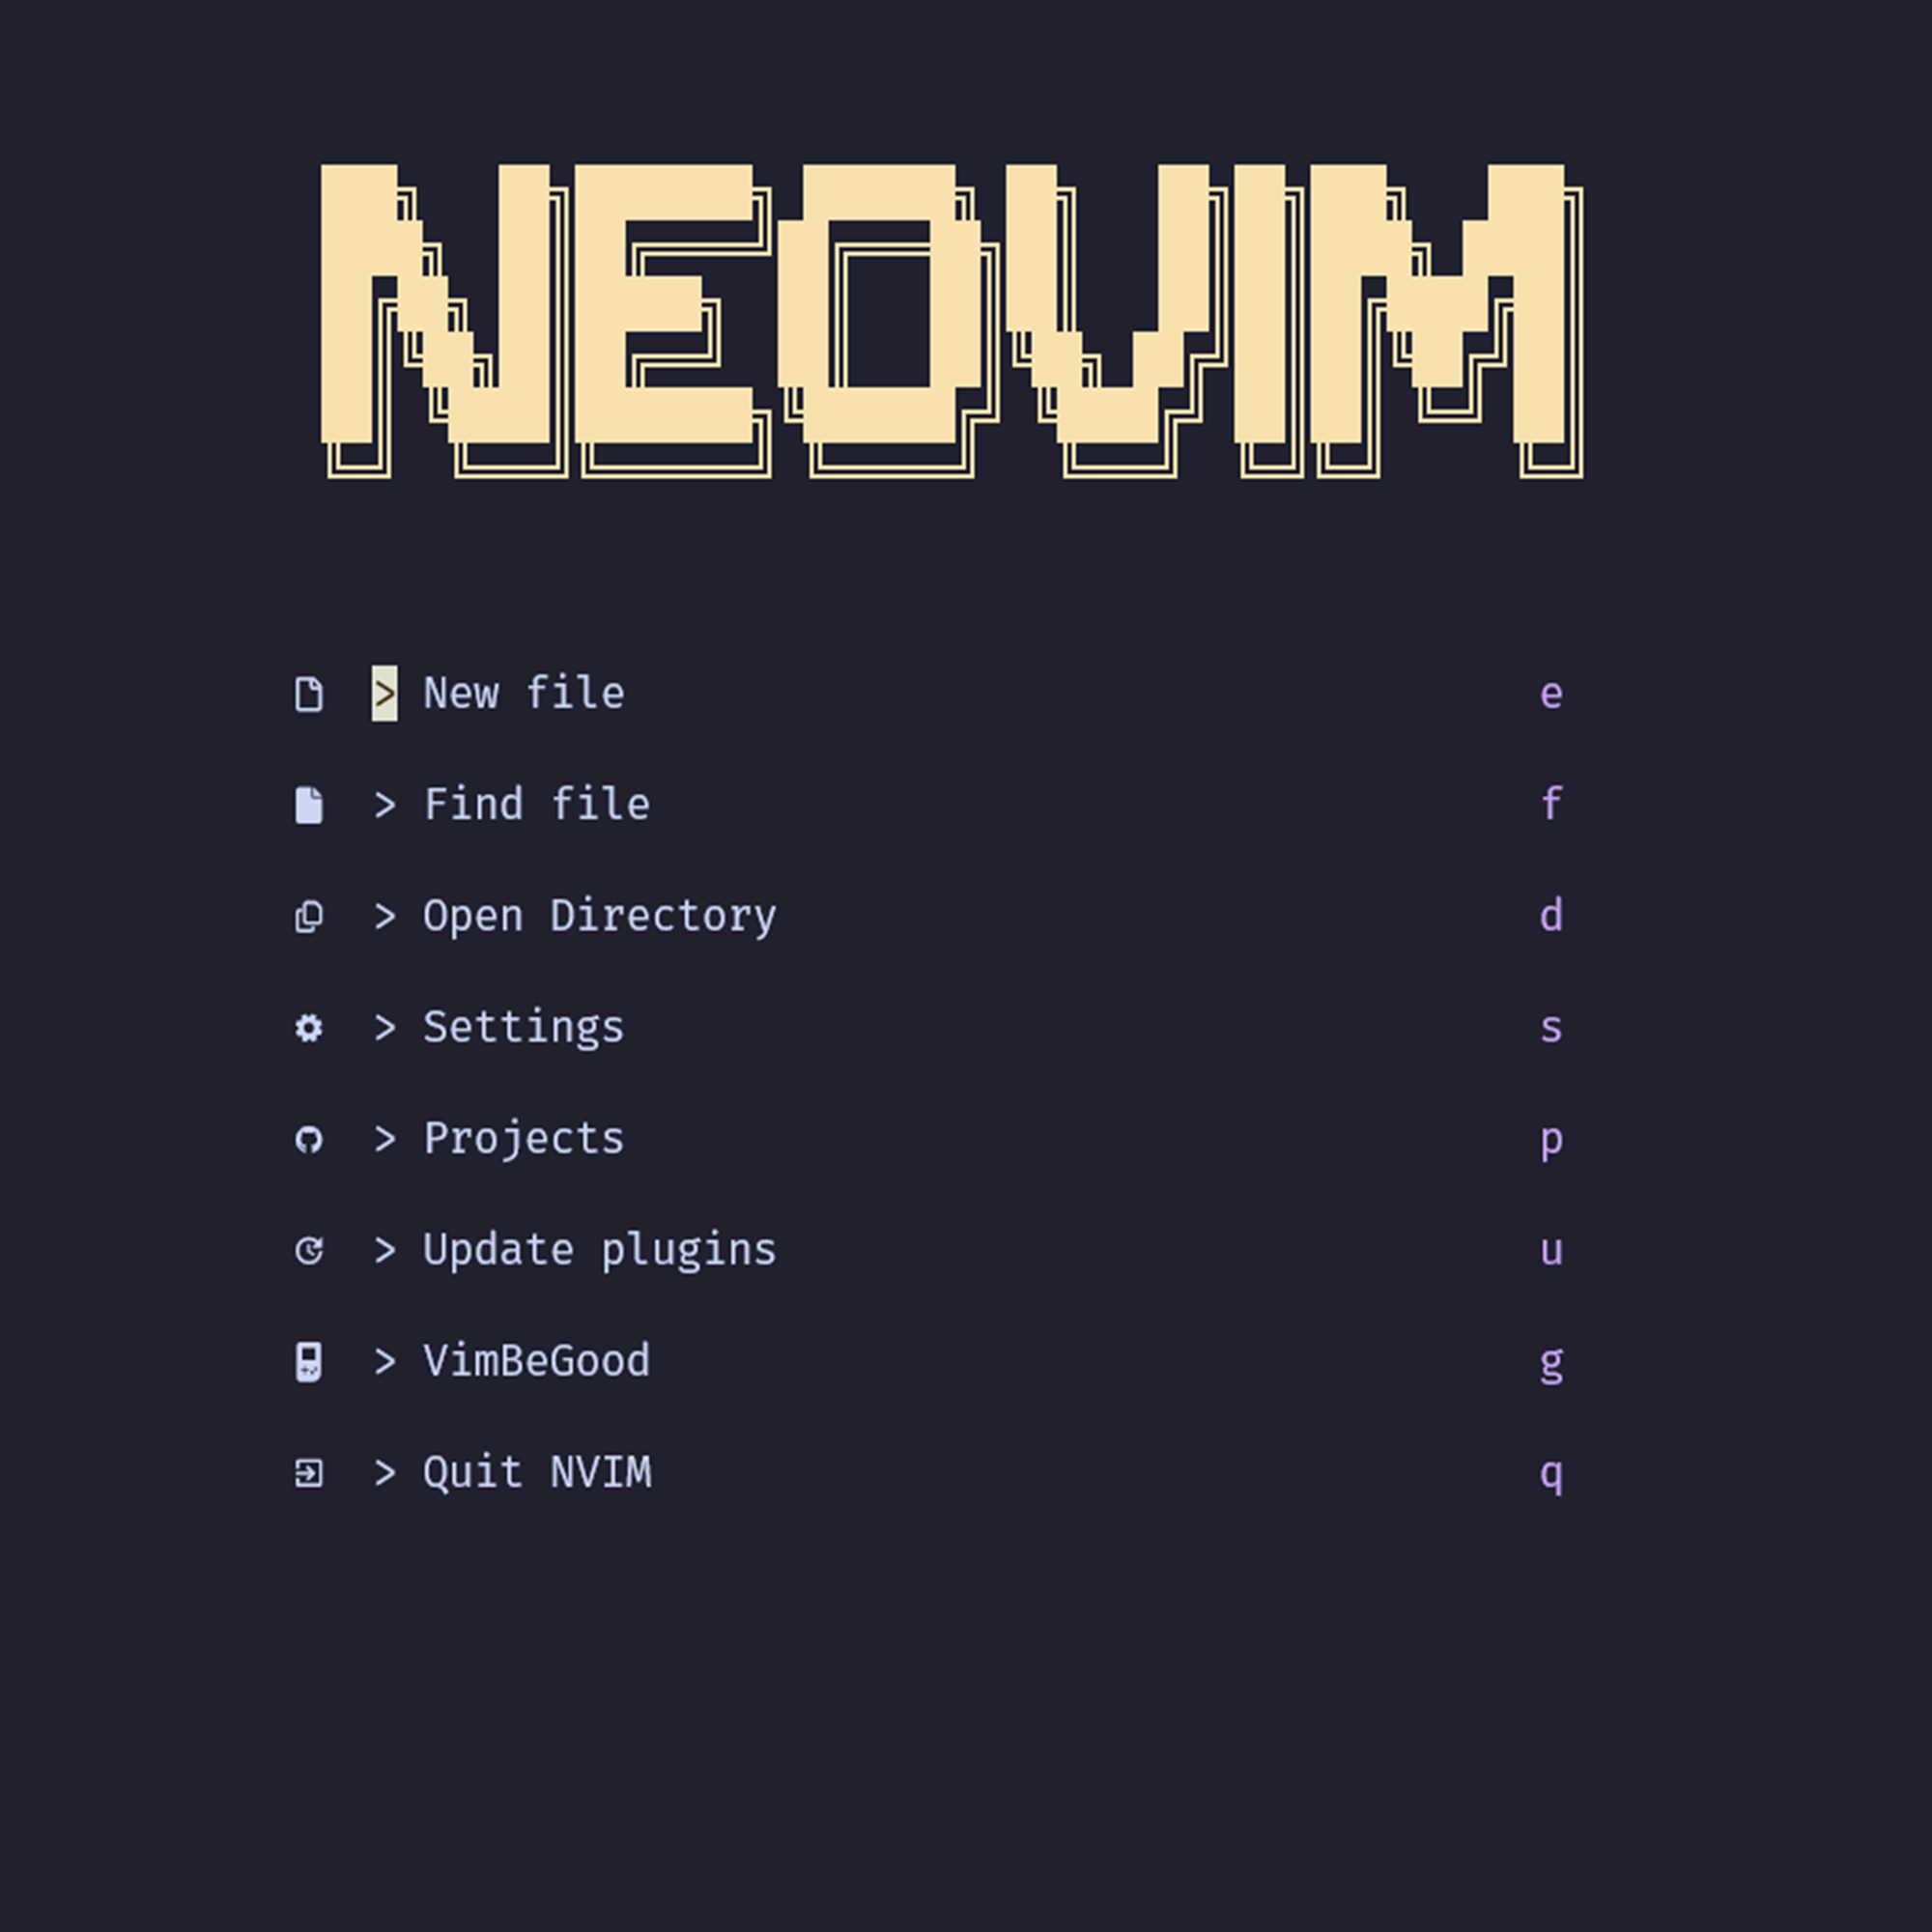 NEOVIM
> New file e
> Find file f
> Open Directory d
> Settings s
> Projects p
> Update plugins u
> VimBeGood g
> Quit NVIM q